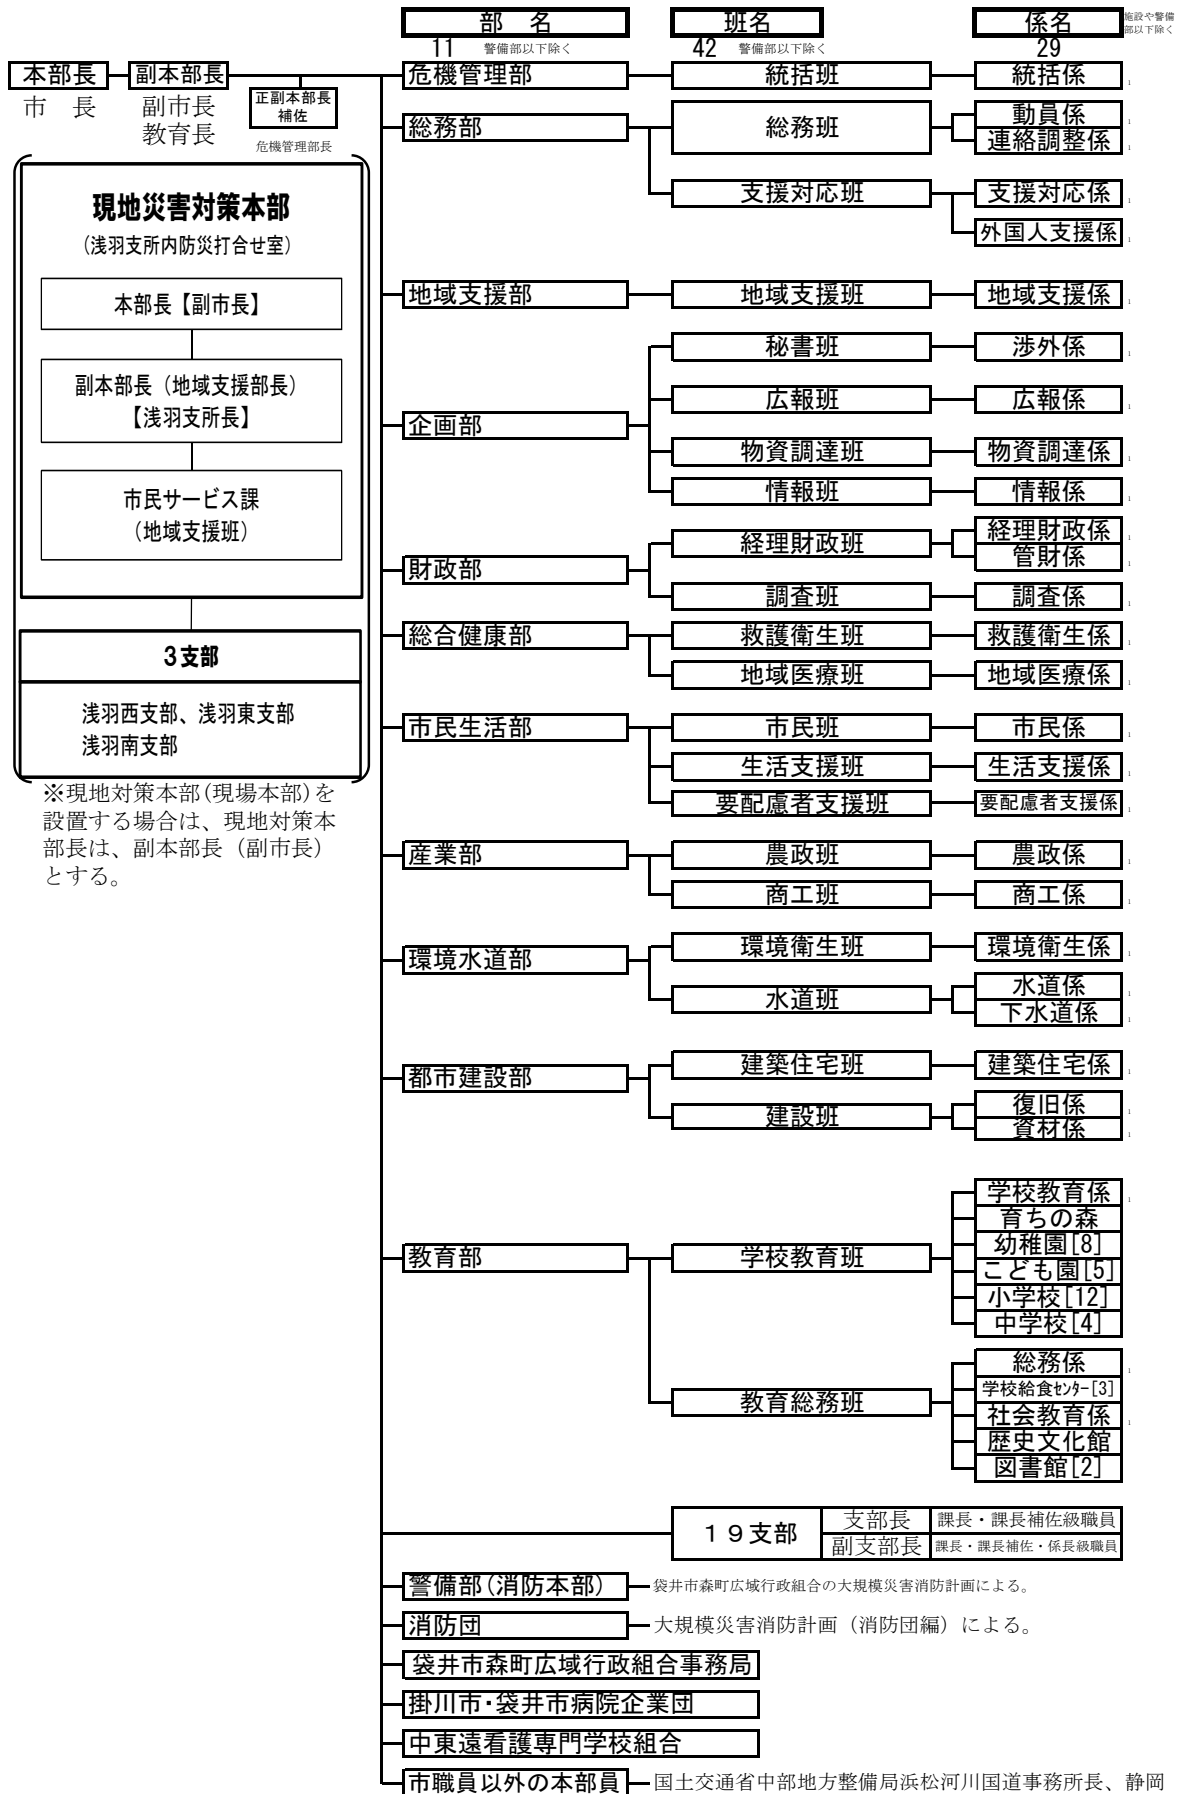 部　名
班名
係名
施設や警備
部以下除く
11
警備部以下除く
42
警備部以下除く
29
本部長
副本部長
市　長
副市長
教育長
正副本部長
補佐
危機管理部長
現地災害対策本部
(浅羽支所内防災打合せ室)
本部長【副市長】
副本部長（地域支援部長）
【浅羽支所長】
市民サービス課
（地域支援班）
３支部
浅羽西支部、浅羽東支部
浅羽南支部
※現地対策本部(現場本部)を
設置する場合は、現地対策本
部長は、副本部長（副市長）
とする。
危機管理部
統括班
統括係
1
総務部
総務班
動員係
1
連絡調整係
1
支援対応班
支援対応係
1
外国人支援係
1
地域支援部
地域支援班
地域支援係
1
企画部
秘書班
渉外係
1
広報班
広報係
1
物資調達班
物資調達係
1
情報班
情報係
1
財政部
経理財政班
経理財政係
1
管財係
1
調査班
調査係
1
総合健康部
救護衛生班
救護衛生係
1
地域医療班
地域医療係
1
市民生活部
市民班
市民係
1
生活支援班
生活支援係
1
要配慮者支援班
要配慮者支援係
1
産業部
農政班
農政係
1
商工班
商工係
1
環境水道部
環境衛生班
環境衛生係
1
水道班
水道係
1
下水道係
1
都市建設部
建築住宅班
建築住宅係
1
建設班
復旧係
1
資材係
1
教育部
学校教育班
学校教育係
1
育ちの森
幼稚園[8]
こども園[5]
小学校[12]
中学校[4]
教育総務班
総務係
1
学校給食ｾﾝﾀｰ[3]
社会教育係
1
歴史文化館
図書館[2]
１９支部
支部長
課長・課長補佐級職員
副支部長
課長・課長補佐・係長級職員
警備部(消防本部)
袋井市森町広域行政組合の大規模災害消防計画による。
消防団
大規模災害消防計画（消防団編）による。
袋井市森町広域行政組合事務局
掛川市・袋井市病院企業団
中東遠看護専門学校組合
市職員以外の本部員
国土交通省中部地方整備局浜松河川国道事務所長、静岡